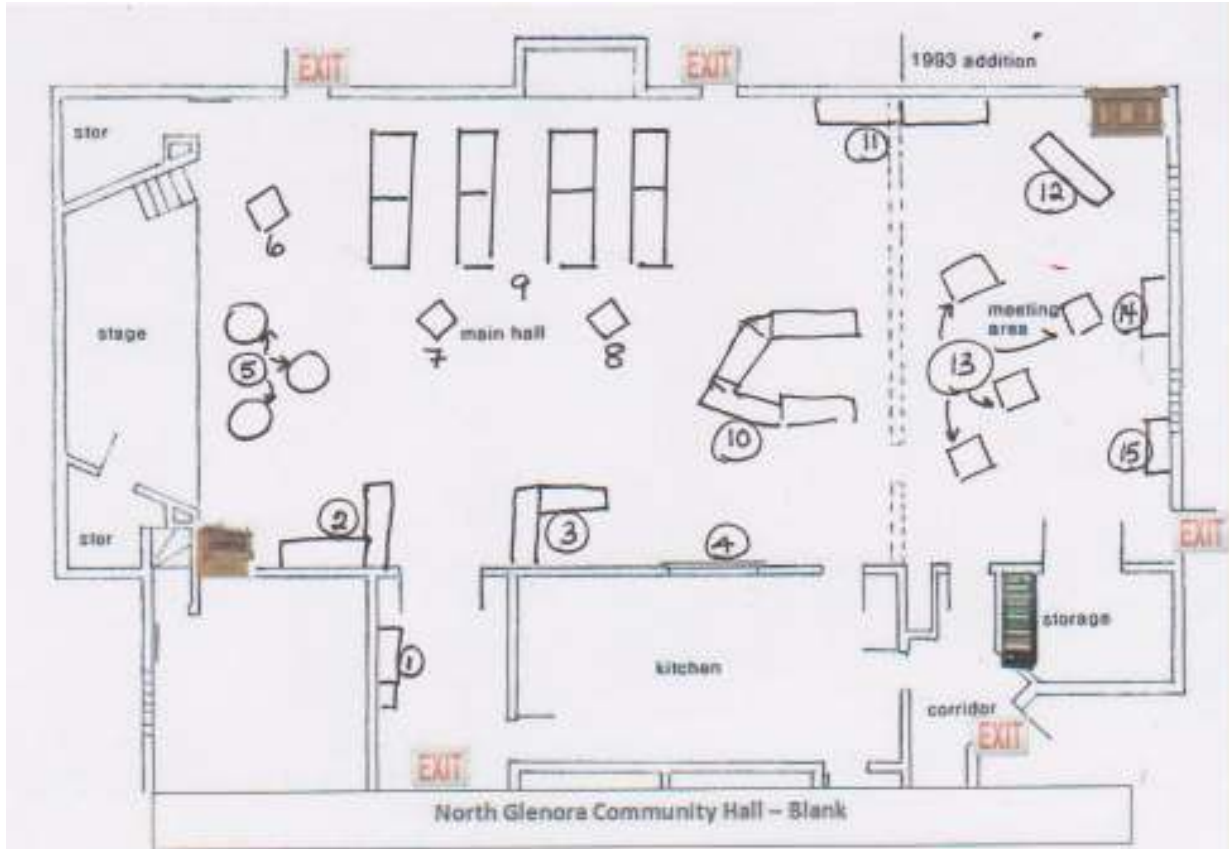 1993 addition
EXIT
EXIT
stor
11
12
6
9
meeting
area
14
stage
main hall
7
8
13
5
10
15
2
3
4
stor
EXIT
storage
1
kitchen
corridor
EXIT
EXIT
North Glenora Community Hall – Blank